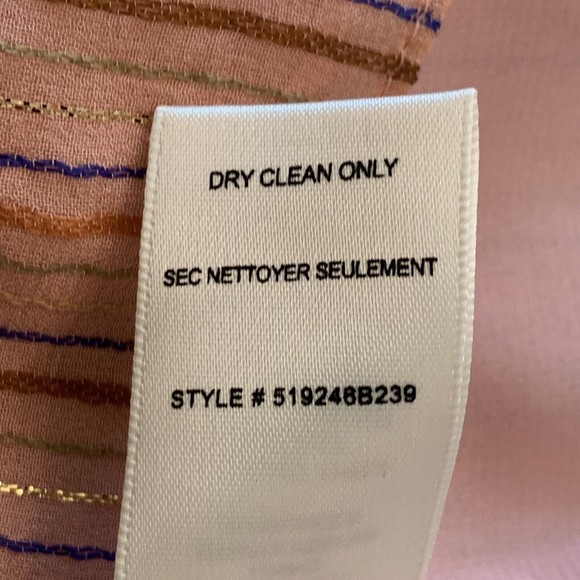 DRY CLEAN ONLY
SEC NETTOYER SEULEMENT
STYLE # 519246B239